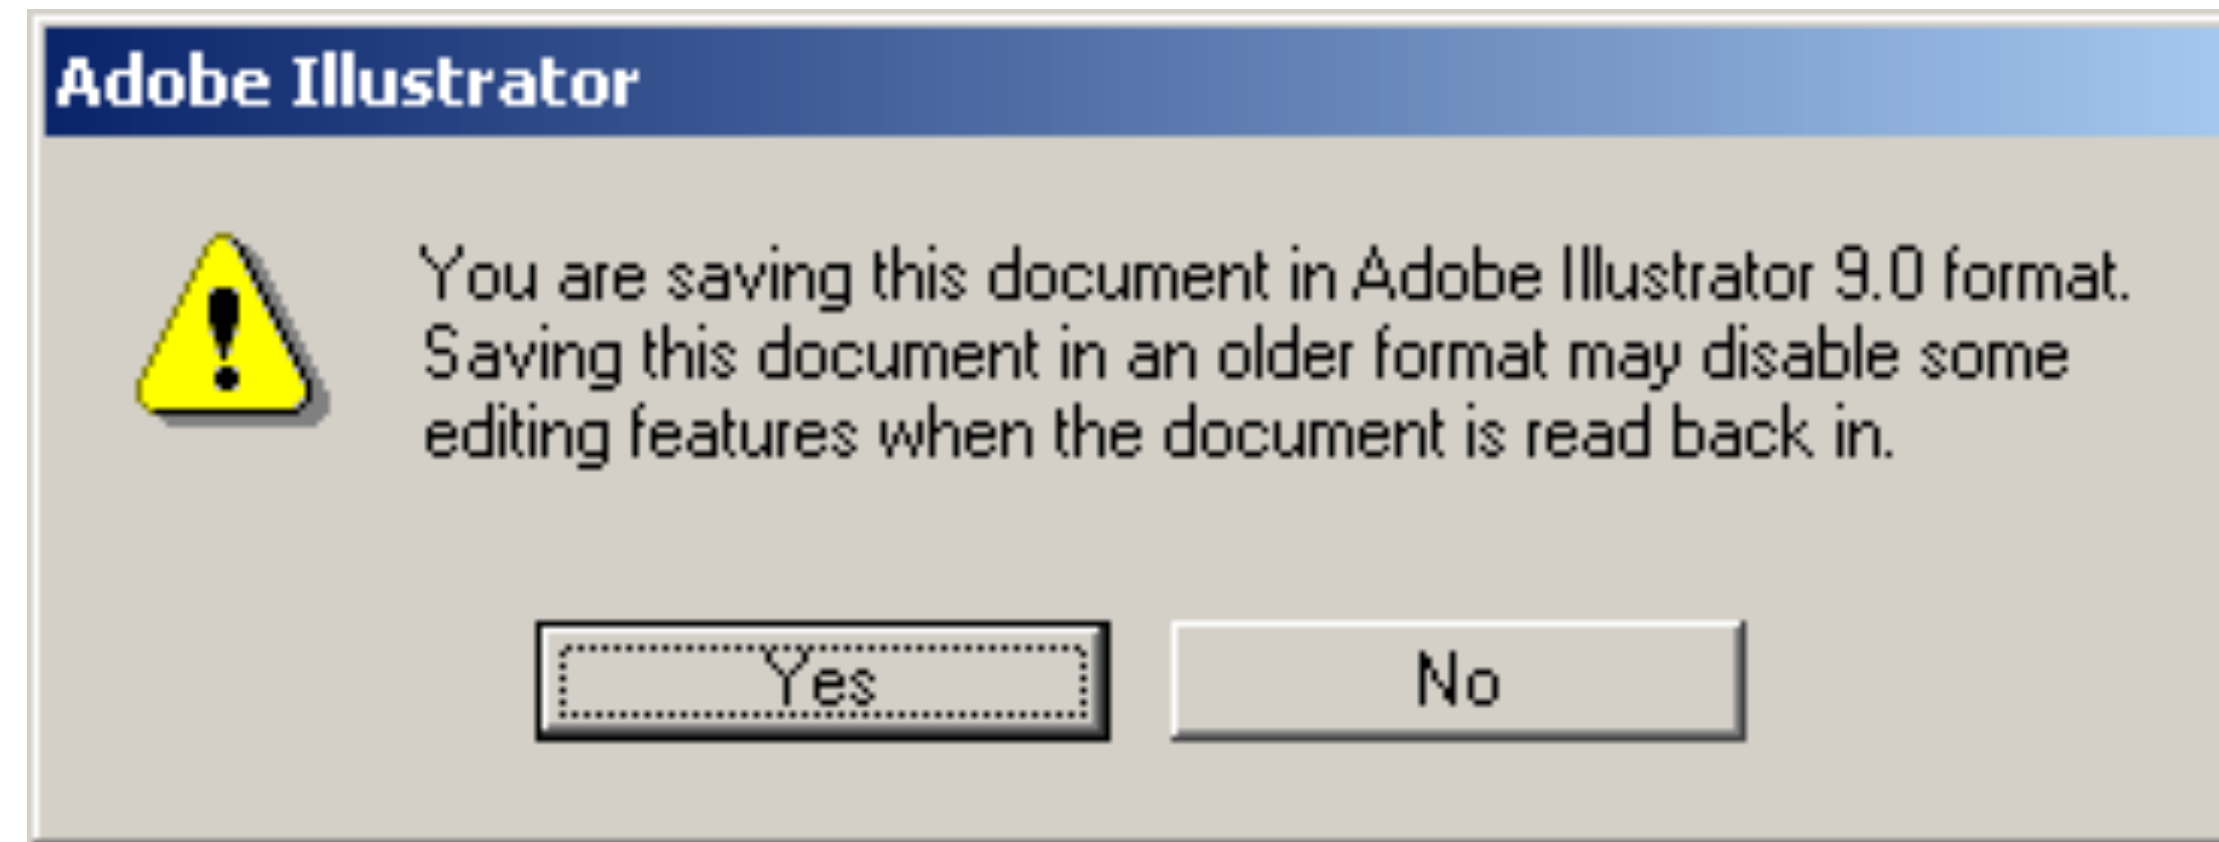 Adobe Illustrator
You are saving this document in Adobe Illustrator 9.0 format.
Saving this document in an older format may disable some
editing features when the document is read back in.
Yes
No